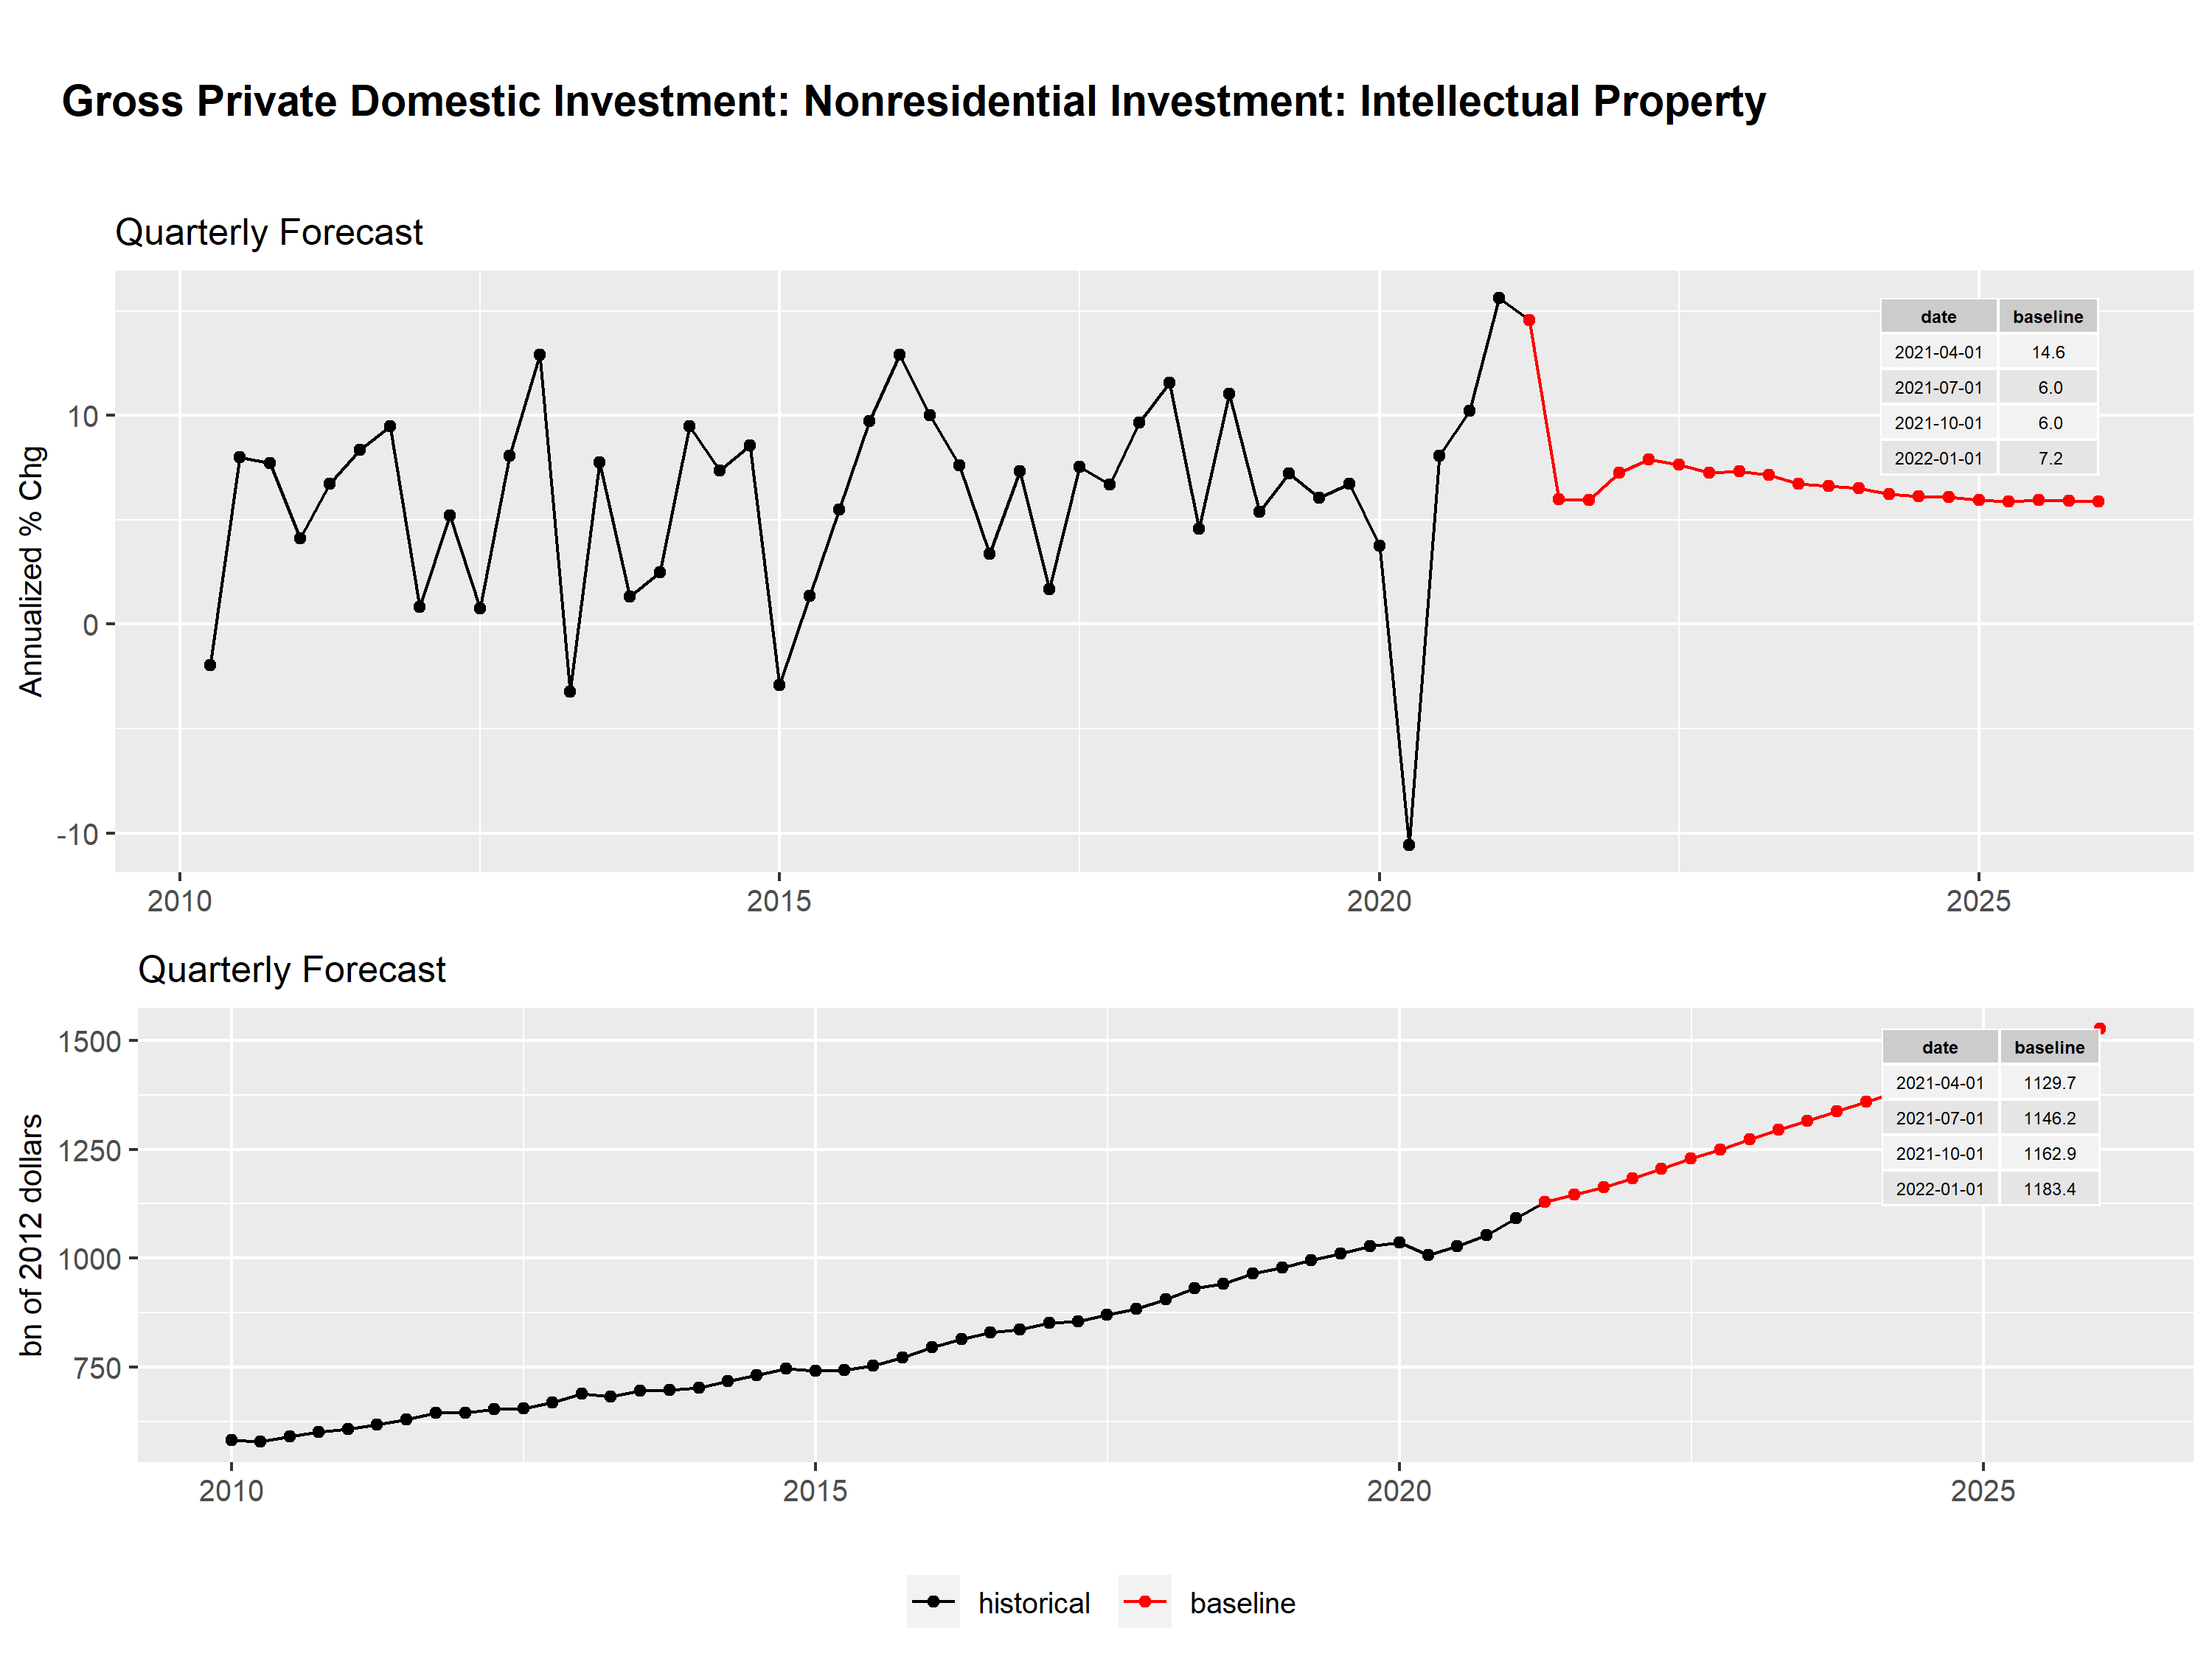 Gross Private Domestic Investment: Nonresidential Investment: Intellectual Property
Quarterly Forecast
Annualized % Chg
10
0
-10
date baseline
2021-04-01 14.6
2021-07-01 6.0
2021-10-01 6.0
2022-01-01 7.2
2010 2015 2020 2025
Quarterly Forecast
bn of 2012 dollars
1500
1250
1000
750
date baseline
2021-04-01 1129.7
2021-07-01 1146.2
2021-10-01 1162.9
2022-01-01 1183.4
2010 2015 2020 2025
historical baseline